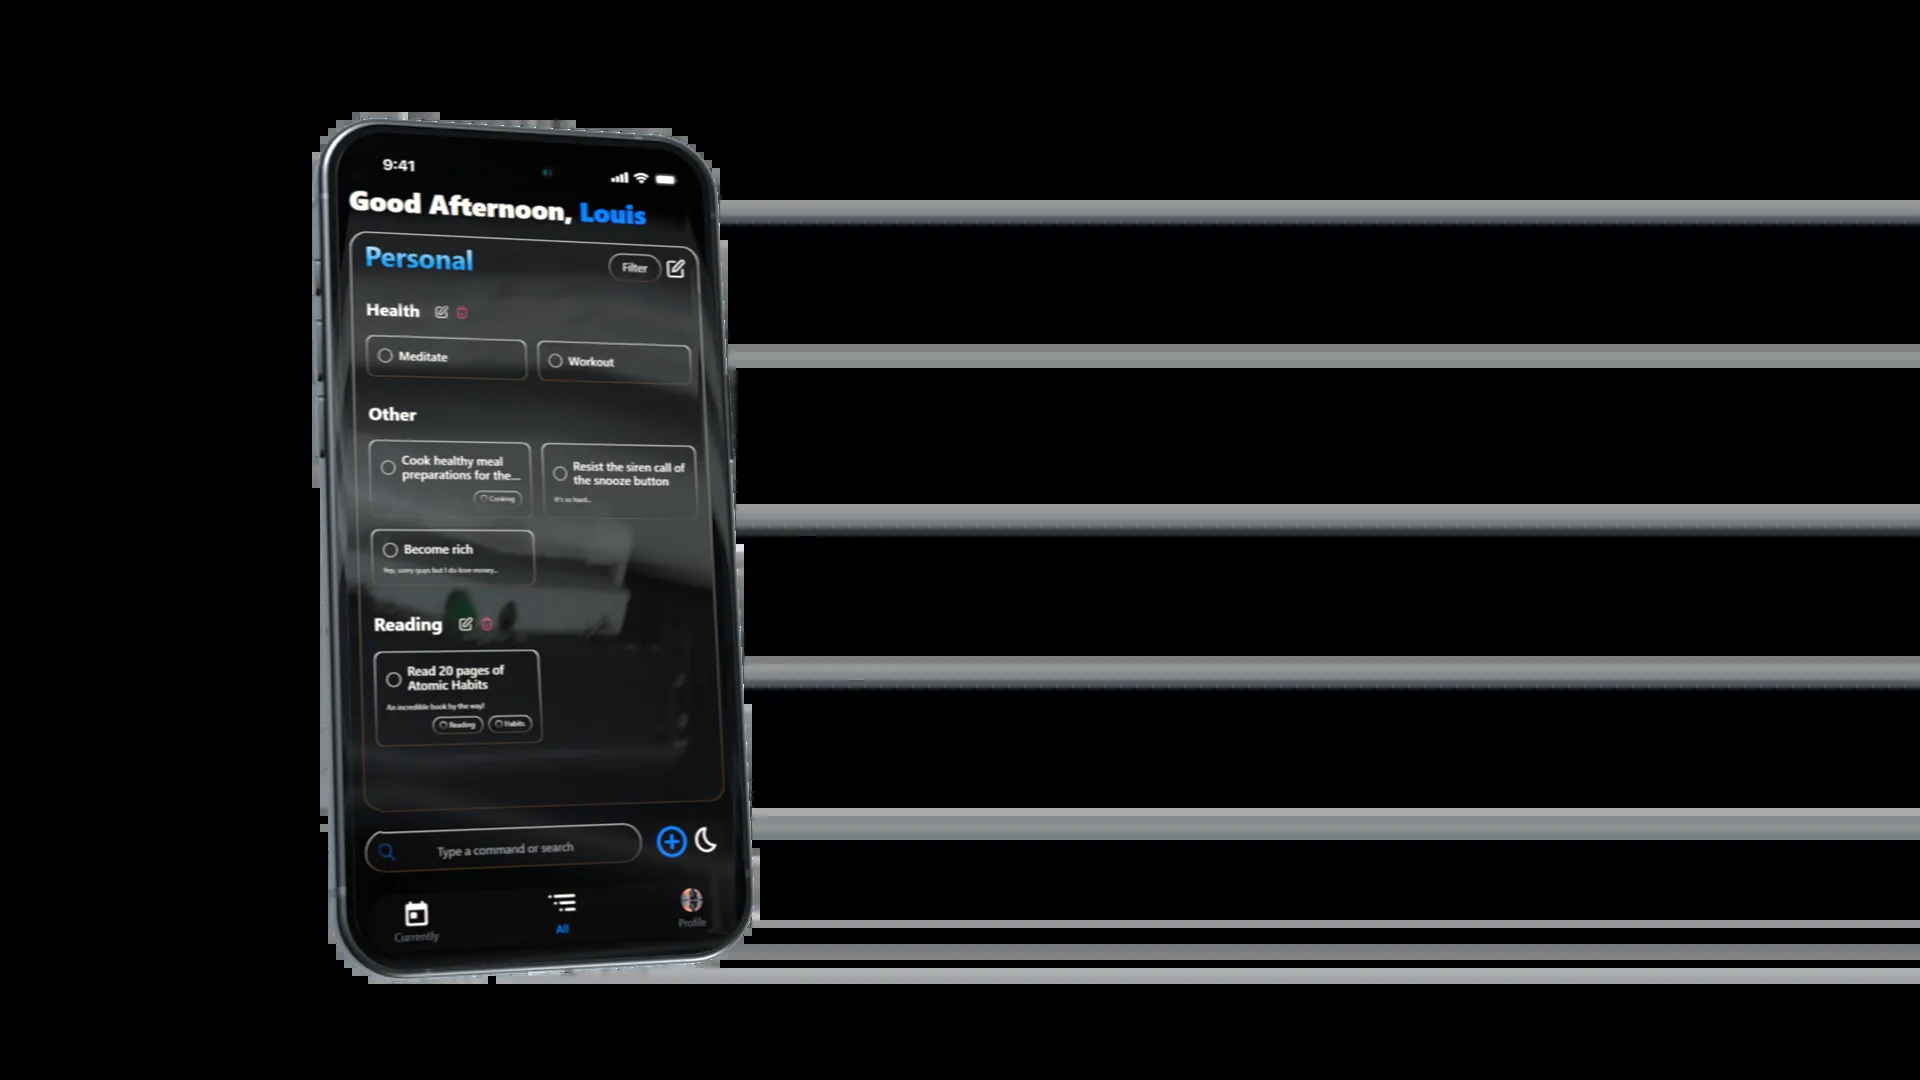 9:41
Good Afternoon, Louis
Personal
Filter
Health
Meditate
Workout
Other
Cook healthy meal
preparations for the...
Cooking
Resist the siren call of
the snooze button
It's so hard...
Become rich
Yep, sorry guys but I do love money...
Reading
Read 20 pages of
Atomic Habits
An incredible book by the way!
Reading
Habits
Type a command or search
Currently
All
Profile